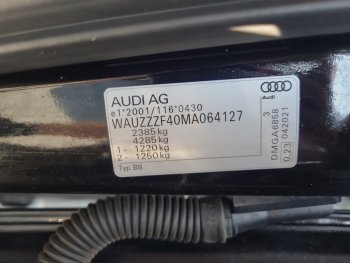 AUDI AG
e1*2001/116*0430
WAUZZZF40MA064127
2385kg
4285kg
1- 1220kg
2- 1250kg
Typ B8
3
DMGA6858
0.23 042021